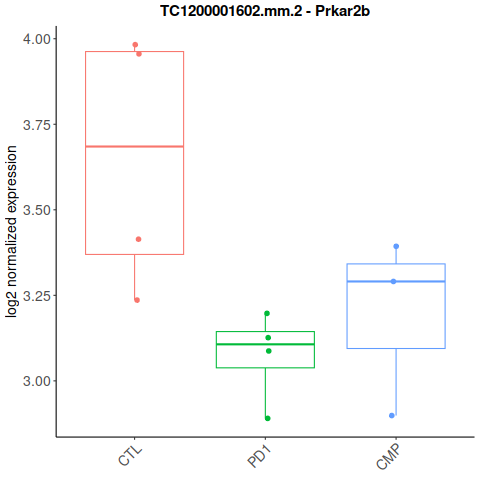 TC1200001602.mm.2 - Prkar2b
log2 normalized expression
4.00
3.75
3.50
3.25
3.00
CTL
PD1
CMP